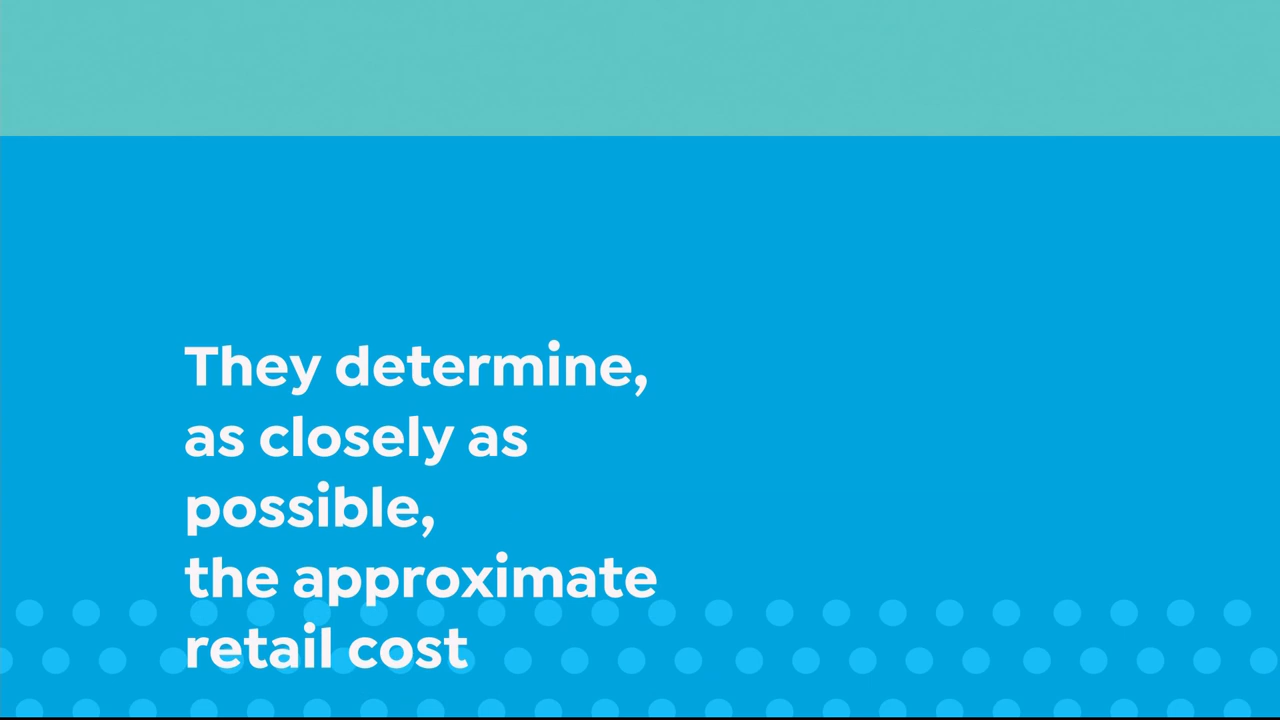 They determine,
as closely as
possible,
the approximate
retail cost